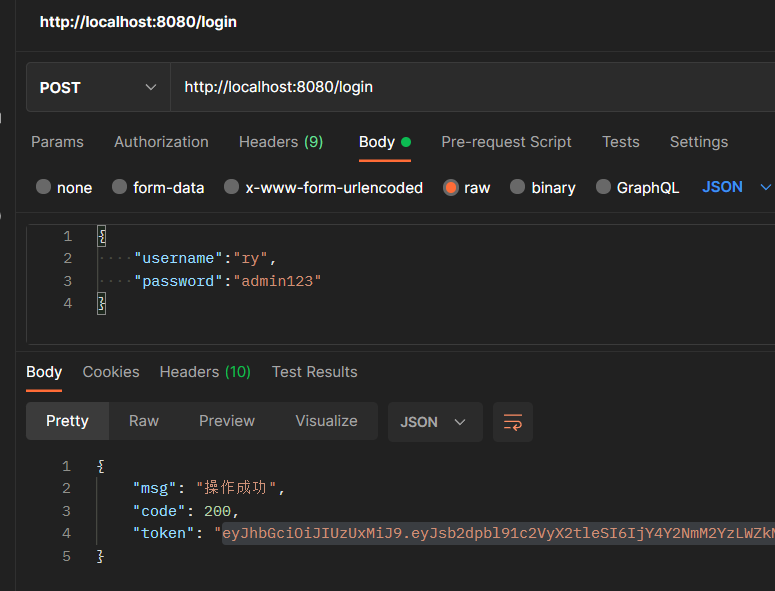 http://localhost:8080/login
POST http://localhost:8080/login
Params Authorization Headers (9) Body Pre-request Script Tests Settings
none form-data x-www-form-urlencoded raw binary GraphQL JSON
1 {
2 "username":"ry",
3 "password":"admin123"
4 }
Body Cookies Headers (10) Test Results
Pretty Raw Preview Visualize JSON
1 {
2 "msg": "操作成功",
3 "code": 200,
4 "token": "eyJhbGciOiJIUzUxMiJ9.eyJsb2dpbl91c2VyX2tleSI6IjY4Y2NmM2YzLWZkM
5 }